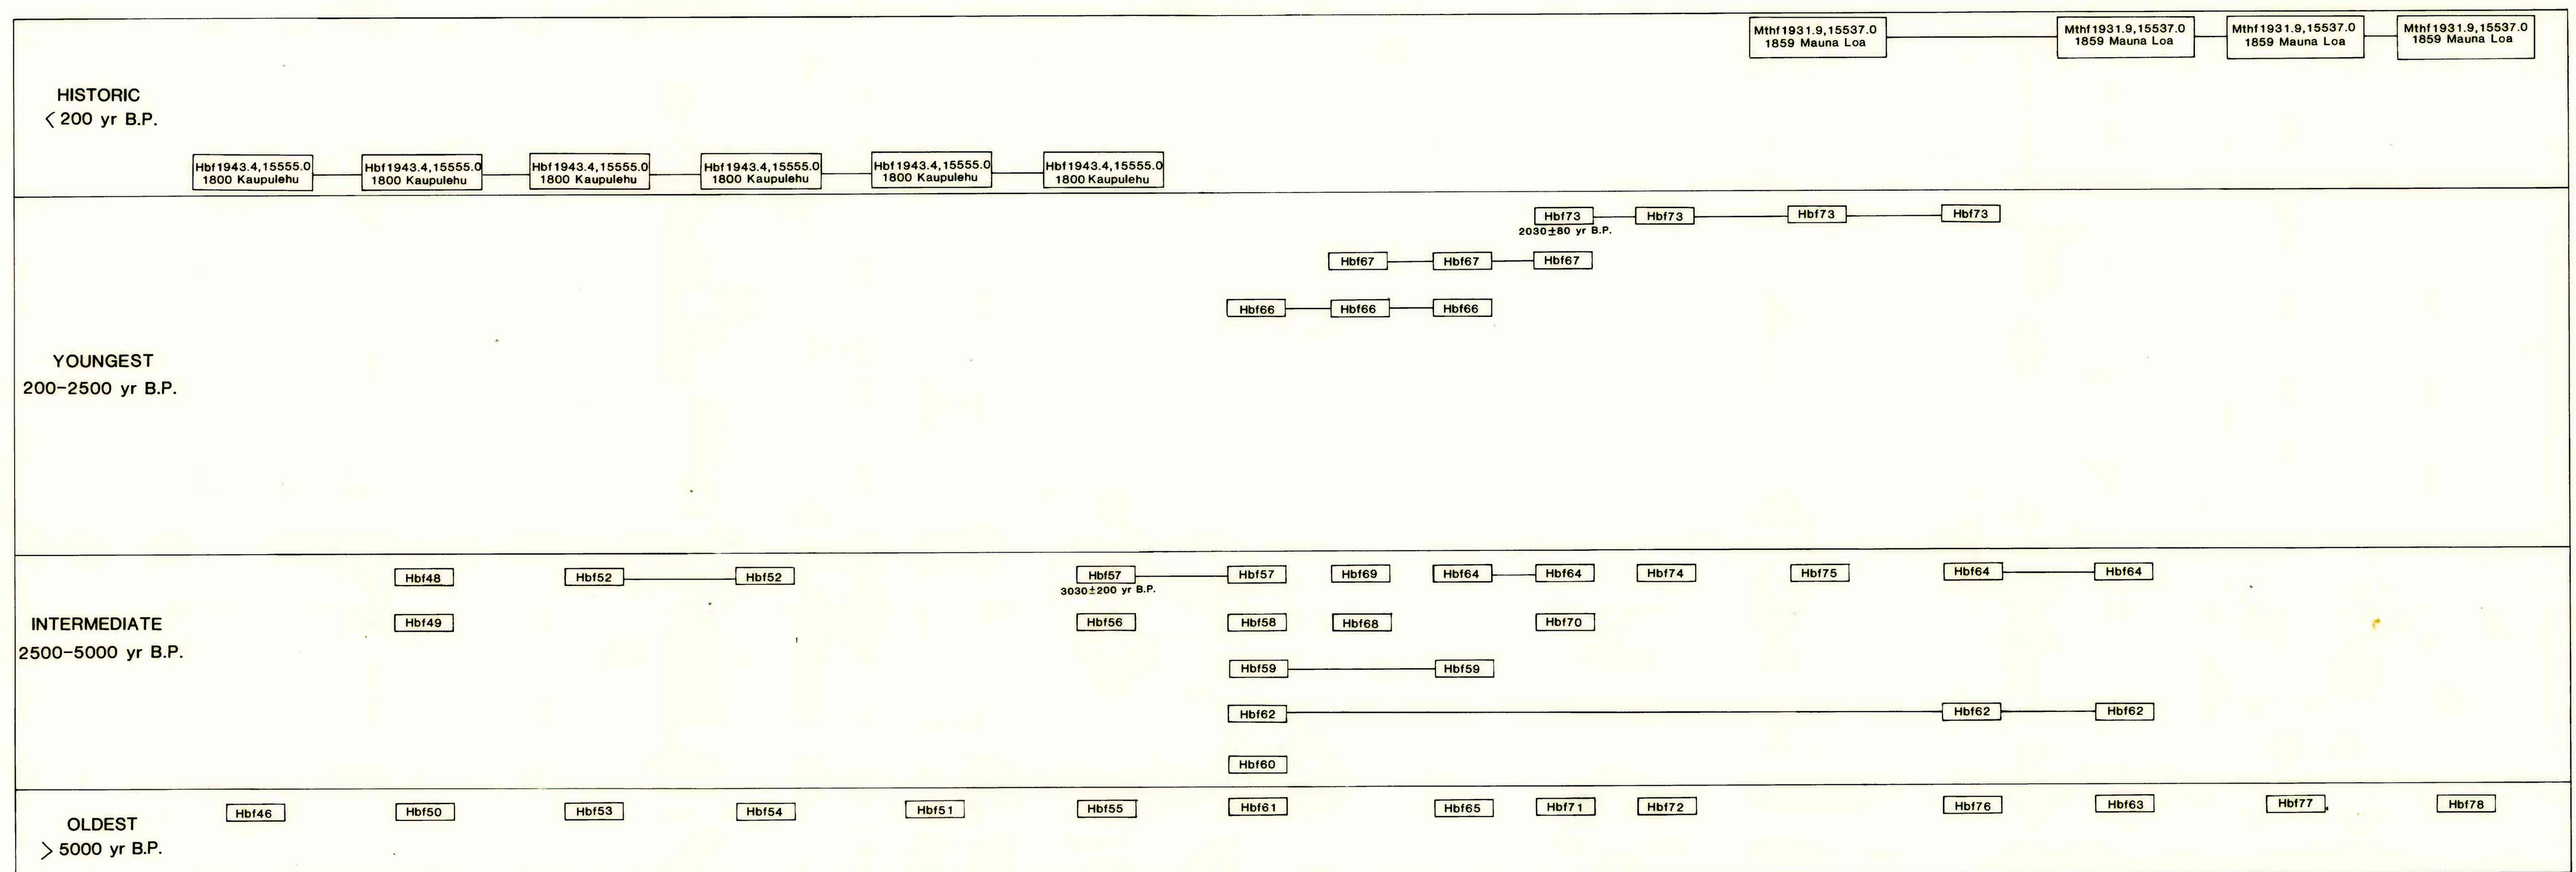 Mthf1931.9,15537.0
1859 Mauna Loa
Mthf1931.9,15537.0
1859 Mauna Loa
Mthf1931.9,15537.0
1859 Mauna Loa
Mthf1931.9,15537.0
1859 Mauna Loa
HISTORIC
< 200 yr B.P.
Hbf1943.4,15555.0
1800 Kaupulehu
Hbf1943.4,15555.0
1800 Kaupulehu
Hbf1943.4,15555.0
1800 Kaupulehu
Hbf1943.4,15555.0
1800 Kaupulehu
Hbf1943.4,15555.0
1800 Kaupulehu
Hbf1943.4,15555.0
1800 Kaupulehu
Hbf73 Hbf73 Hbf73 Hbf73
2030±80 yr B.P.
Hbf67 Hbf67 Hbf67
Hbf66 Hbf66 Hbf66
YOUNGEST
200-2500 yr B.P.
Hbf48 Hbf52 Hbf52 Hbf57 Hbf57 Hbf69 Hbf64 Hbf64 Hbf74 Hbf75 Hbf64 Hbf64
3030±200 yr B.P.
INTERMEDIATE
2500-5000 yr B.P.
Hbf49 Hbf56 Hbf58 Hbf68 Hbf70
Hbf59 Hbf59
Hbf62 Hbf62 Hbf62
Hbf60
OLDEST
> 5000 yr B.P.
Hbf46 Hbf50 Hbf53 Hbf54 Hbf51 Hbf55 Hbf61 Hbf65 Hbf71 Hbf72 Hbf76 Hbf63 Hbf77 Hbf78